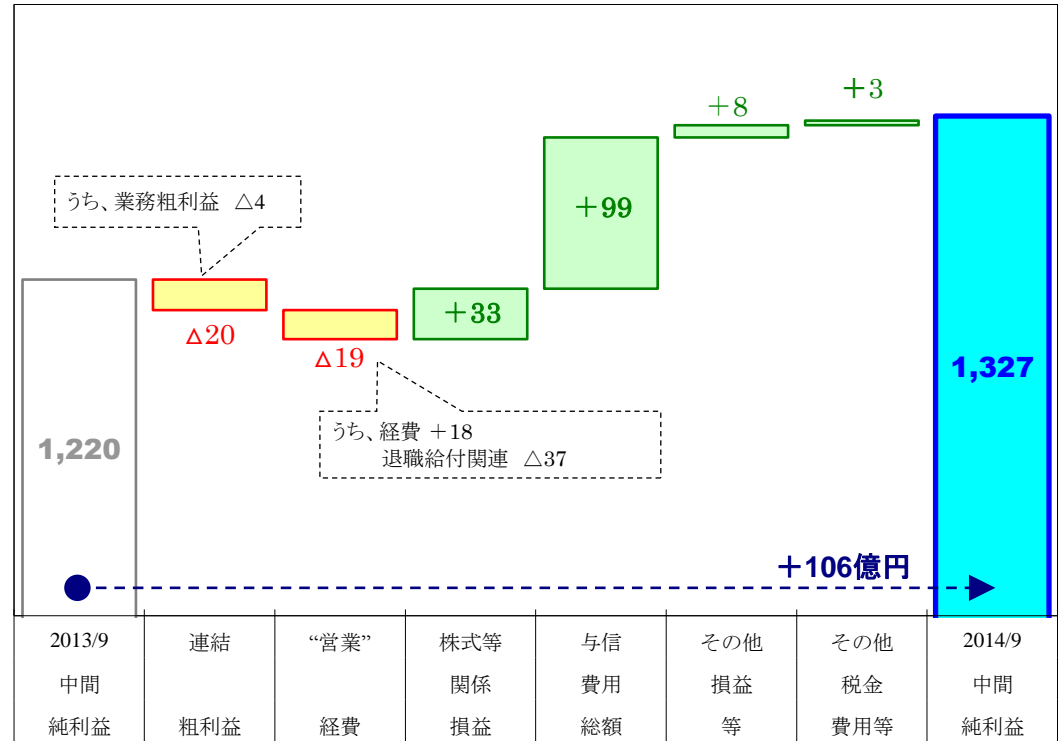 +3
+8
うち、業務粗利益 △4
+99
△20
+33
△19
1,327
うち、経費 +18
退職給付関連 △37
1,220
+106億円
2013/9
中間
純利益
連結
粗利益
“営業”
経費
株式等
関係
損益
与信
費用
総額
その他
損益
等
その他
税金
費用等
2014/9
中間
純利益